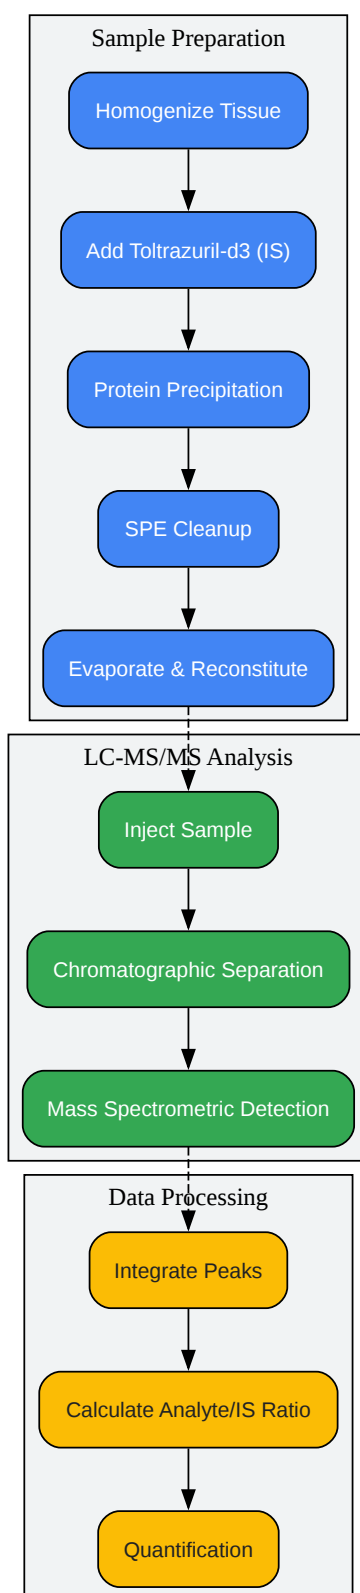 Sample Preparation
Homogenize Tissue
Add Toltrazuril-d3 (IS)
Protein Precipitation
SPE Cleanup
Evaporate & Reconstitute
LC-MS/MS Analysis
Inject Sample
Chromatographic Separation
Mass Spectrometric Detection
Data Processing
Integrate Peaks
Calculate Analyte/IS Ratio
Quantification